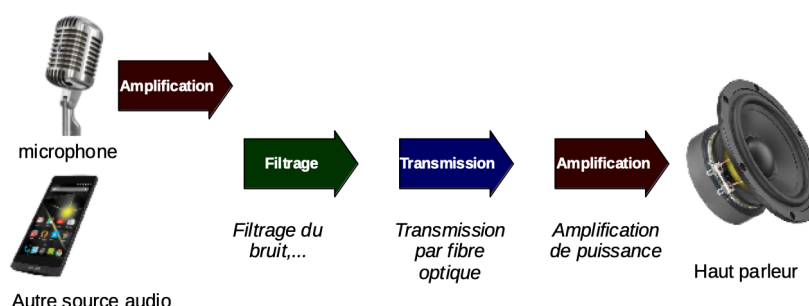 Amplification
microphone
Filtrage
Transmission
Amplification
Filtrage du
bruit,...
Transmission
par fibre
optique
Amplification
de puissance
Haut parleur
Autre source audio